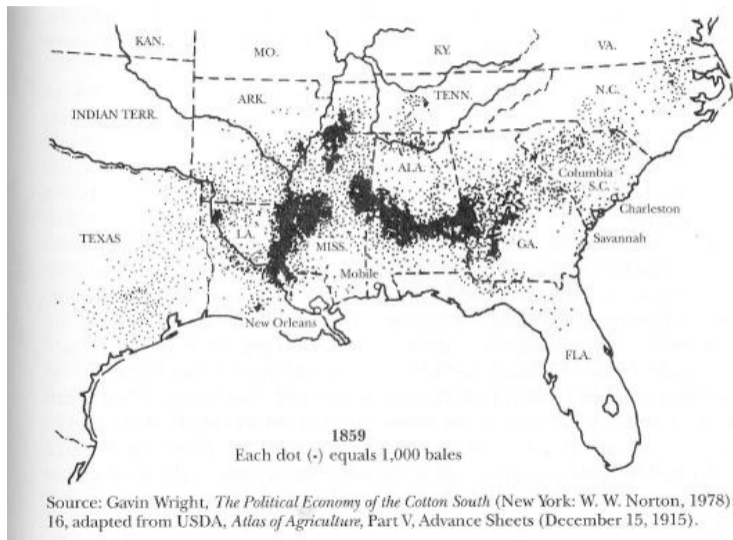 KAN.
MO.
KY.
VA.
INDIAN TERR.
ARK.
TENN.
N.C.
ALA.
Columbia
S.C.
Charleston
TEXAS
LA.
MISS.
GA.
Savannah
Mobile
New Orleans
FLA.
1859
Each dot (•) equals 1,000 bales
Source: Gavin Wright, The Political Economy of the Cotton South (New York: W. W. Norton, 1978)
16, adapted from USDA, Atlas of Agriculture, Part V, Advance Sheets (December 15, 1915).